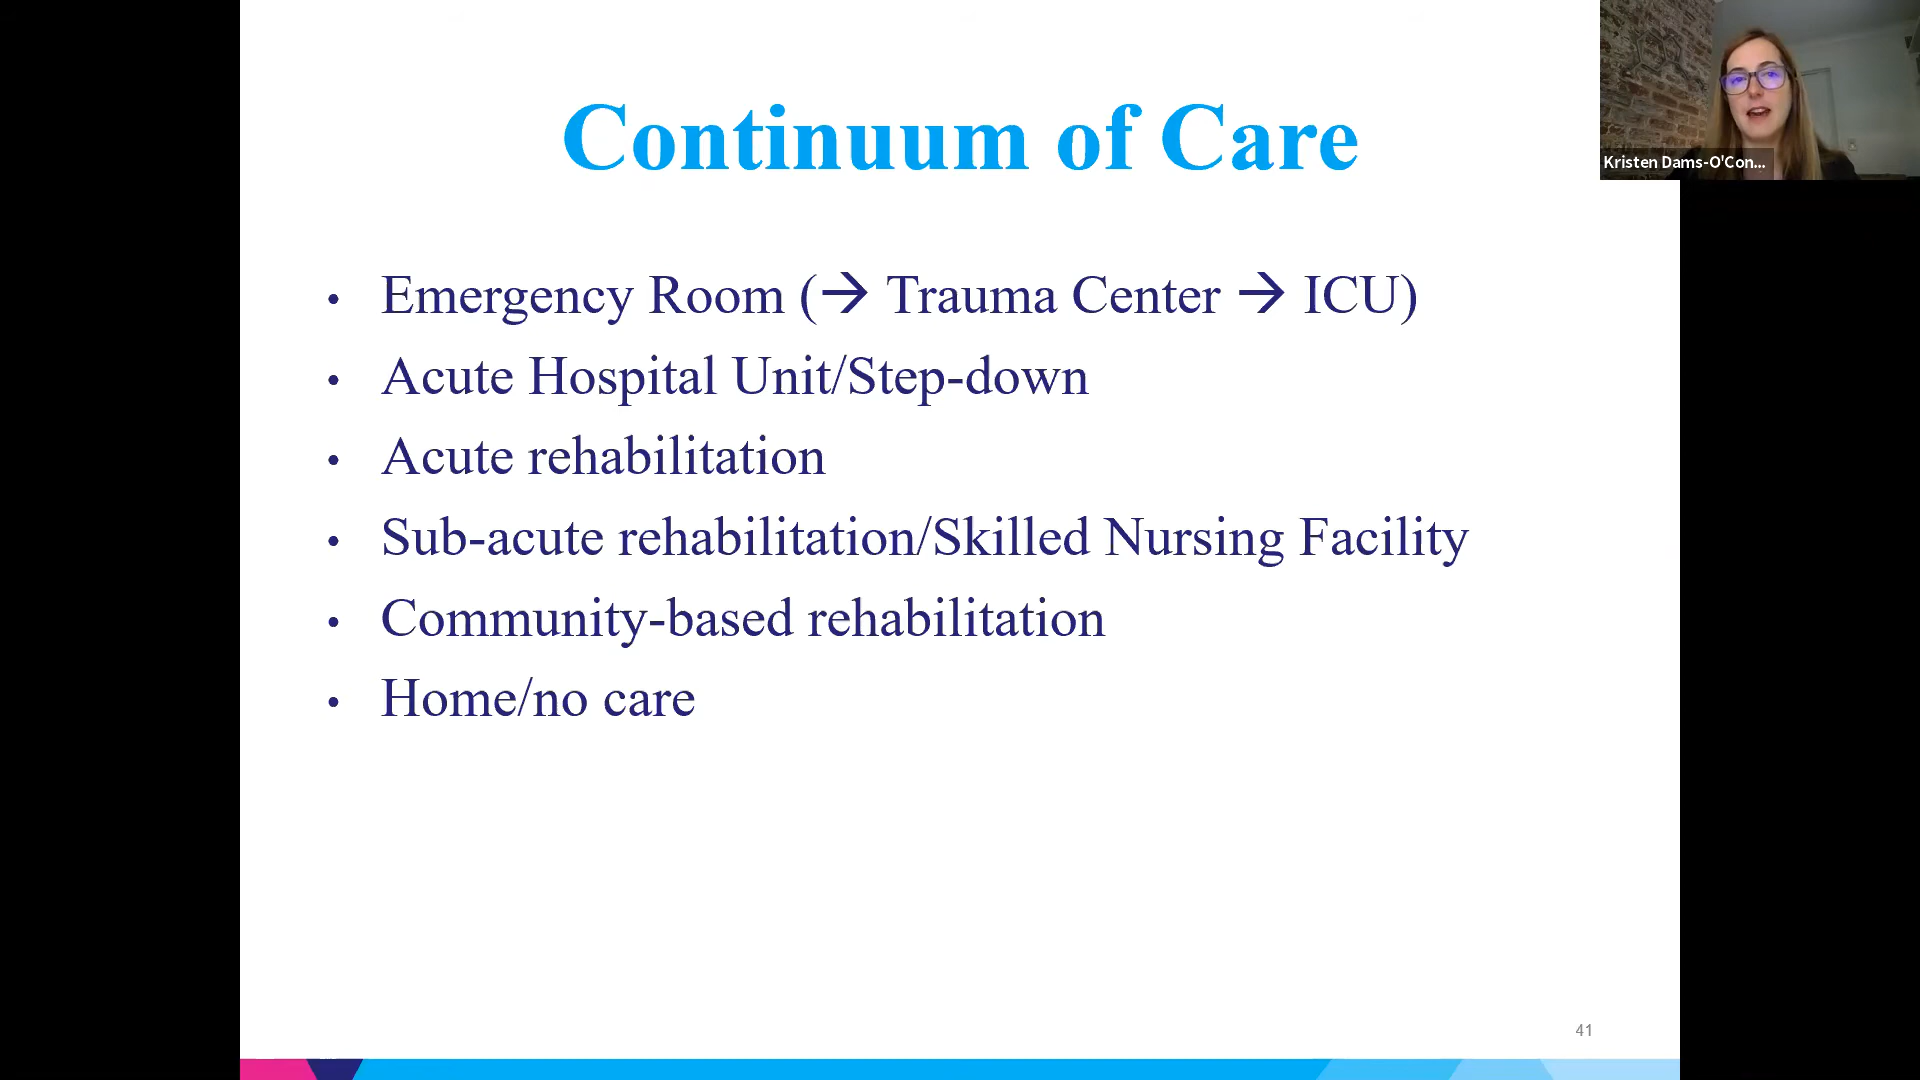 Continuum of Care
Kristen Dams-O'Con...
• Emergency Room (→ Trauma Center → ICU)
• Acute Hospital Unit/Step-down
• Acute rehabilitation
• Sub-acute rehabilitation/Skilled Nursing Facility
• Community-based rehabilitation
• Home/no care
41